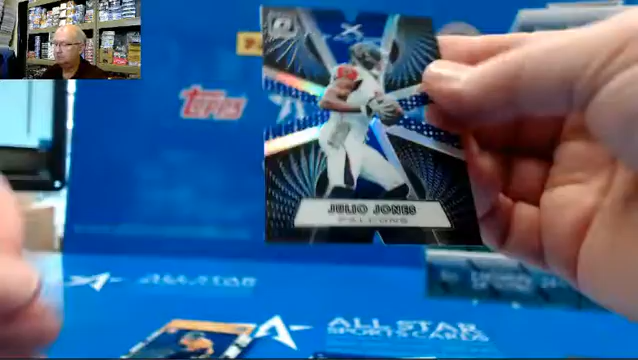 Topps
JULIO JONES
FALCONS
ALL STAR
ALL STAR
SPORTS CARDS